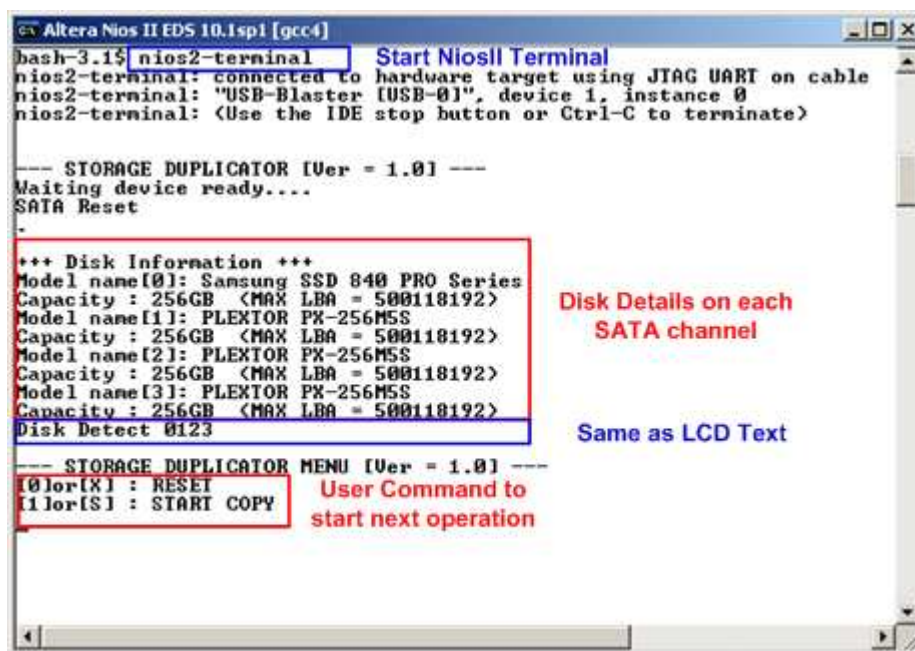 Altera Nios II EDS 10.1sp1 [gcc4]
bash-3.1$ nios2-terminal
Start NiosII Terminal
nios2-terminal: connected to hardware target using JTAG UART on cable
nios2-terminal: "USB-Blaster [USB-0]", device 1, instance 0
nios2-terminal: (Use the IDE stop button or Ctrl-C to terminate)
--- STORAGE DUPLICATOR [Ver = 1.0] ---
Waiting device ready....
SATA Reset
.
+++ Disk Information +++
Model name[0]: Samsung SSD 840 PRO Series
Capacity : 256GB (MAX LBA = 500118192)
Model name[1]: PLEXTOR PX-256M5S
Capacity : 256GB (MAX LBA = 500118192)
Model name[2]: PLEXTOR PX-256M5S
Capacity : 256GB (MAX LBA = 500118192)
Model name[3]: PLEXTOR PX-256M5S
Capacity : 256GB (MAX LBA = 500118192)
Disk Details on each
SATA channel
Disk Detect 0123
Same as LCD Text
--- STORAGE DUPLICATOR MENU [Ver = 1.0] ---
[0]or[X] : RESET
[1]or[S] : START COPY
User Command to
start next operation